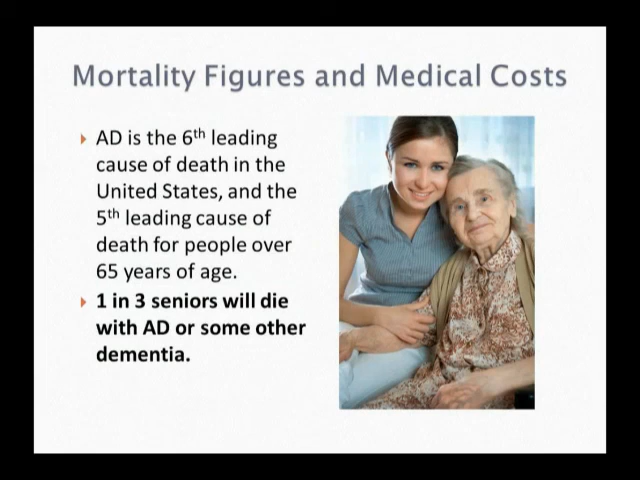 Mortality Figures and Medical Costs
AD is the 6th leading
cause of death in the
United States, and the
5th leading cause of
death for people over
65 years of age.
1 in 3 seniors will die
with AD or some other
dementia.